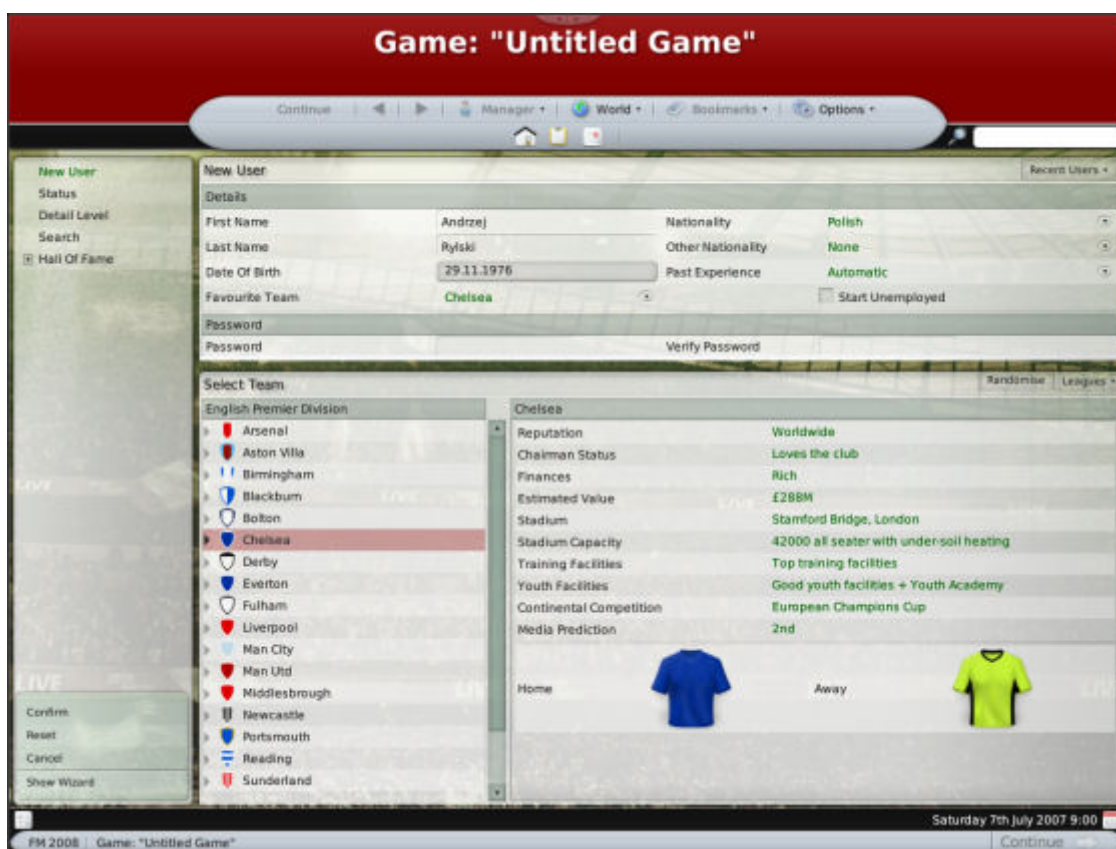 Game: "Untitled Game"
Continue Manager World Bookmarks Options
New User
Status
Detail Level
Search
Hall Of Fame
New User Recent Users
Details
First Name Andrzej Nationality Polish
Last Name Rylski Other Nationality None
Date Of Birth 29.11.1976 Past Experience Automatic
Favourite Team Chelsea Start Unemployed
Password
Password Verify Password
Select Team Randomise Leagues
English Premier Division Chelsea
Arsenal Reputation Worldwide
Aston Villa Chairman Status Loves the club
Birmingham Finances Rich
Blackburn Estimated Value £288M
Bolton Stadium Stamford Bridge, London
Chelsea Stadium Capacity 42000 all seater with under-soil heating
Derby Training Facilities Top training facilities
Everton Youth Facilities Good youth facilities + Youth Academy
Fulham Continental Competition European Champions Cup
Liverpool Media Prediction 2nd
Man City
Man Utd
Middlesbrough Home Away
Newcastle
Portsmouth
Reading
Sunderland
LIVE
Confirm
Reset
Cancel
Show Wizard
Saturday 7th July 2007 9:00
FM 2008 Game: "Untitled Game" Continue